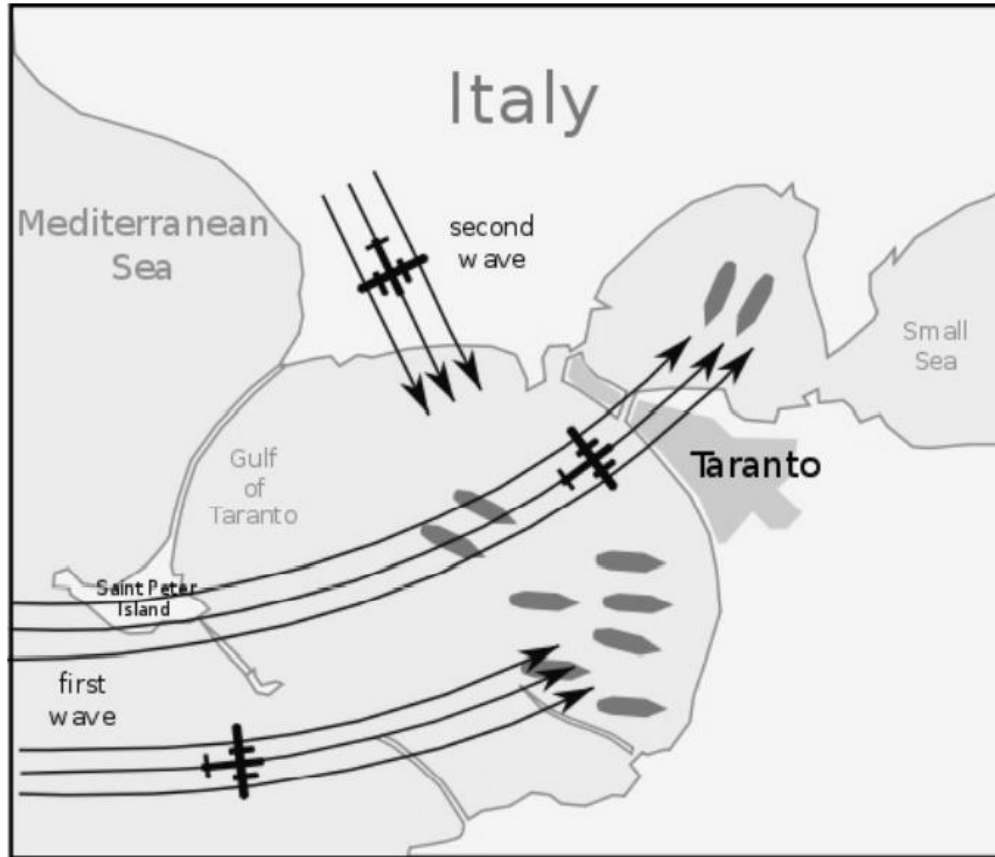 Italy
Mediterranean
Sea
second
wave
Small
Sea
Gulf
of
Taranto
Taranto
Saint Peter
Island
first
wave